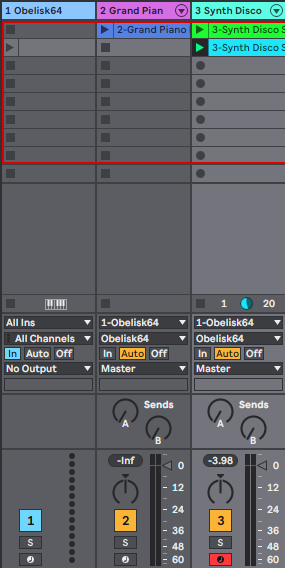 1 Obelisk64 2 Grand Pian 3 Synth Disco
2-Grand Piano 3-Synth Disco S
3-Synth Disco S
1 20
All Ins 1-Obelisk64 1-Obelisk64
All Channels Obelisk64 Obelisk64
In Auto Off In Auto Off In Auto Off
No Output Master Master
Sends Sends
A B A B
-Inf -3.98
0 0
12 12
24 24
1 2 3
36 36
S S S
48 48
60 60